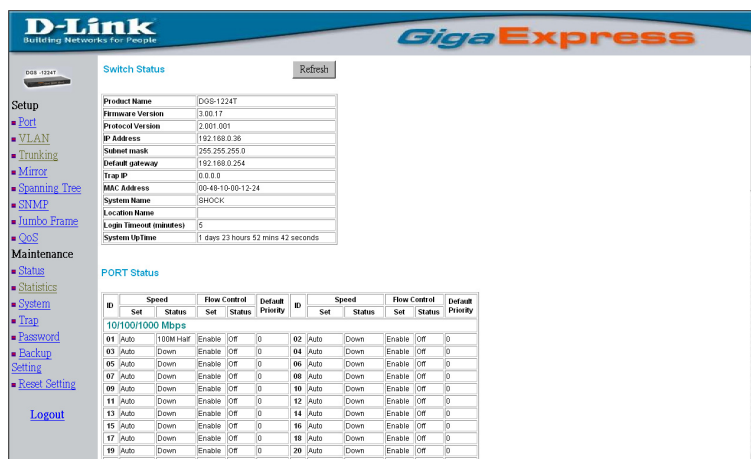 D-Link
Building Networks for People
GigaExpress
DGS-1224T
Setup
Port
VLAN
Trunking
Mirror
Spanning Tree
SNMP
Jumbo Frame
QoS
Maintenance
Status
Statistics
System
Trap
Password
Backup
Setting
Reset Setting
Logout
Switch Status
Refresh
Product Name DGS-1224T
Firmware Version 3.00.17
Protocol Version 2.001.001
IP Address 192.168.0.36
Subnet mask 255.255.255.0
Default gateway 192.168.0.254
Trap IP 0.0.0.0
MAC Address 00-48-10-00-12-24
System Name SHOCK
Location Name
Login Timeout (minutes) 5
System UpTime 1 days 23 hours 52 mins 42 seconds
PORT Status
ID Speed Flow Control Default Priority ID Speed Flow Control Default Priority
Set Status Set Status Set Status Set Status
10/100/1000 Mbps
01 Auto 100M Half Enable Off 0 02 Auto Down Enable Off 0
03 Auto Down Enable Off 0 04 Auto Down Enable Off 0
05 Auto Down Enable Off 0 06 Auto Down Enable Off 0
07 Auto Down Enable Off 0 08 Auto Down Enable Off 0
09 Auto Down Enable Off 0 10 Auto Down Enable Off 0
11 Auto Down Enable Off 0 12 Auto Down Enable Off 0
13 Auto Down Enable Off 0 14 Auto Down Enable Off 0
15 Auto Down Enable Off 0 16 Auto Down Enable Off 0
17 Auto Down Enable Off 0 18 Auto Down Enable Off 0
19 Auto Down Enable Off 0 20 Auto Down Enable Off 0